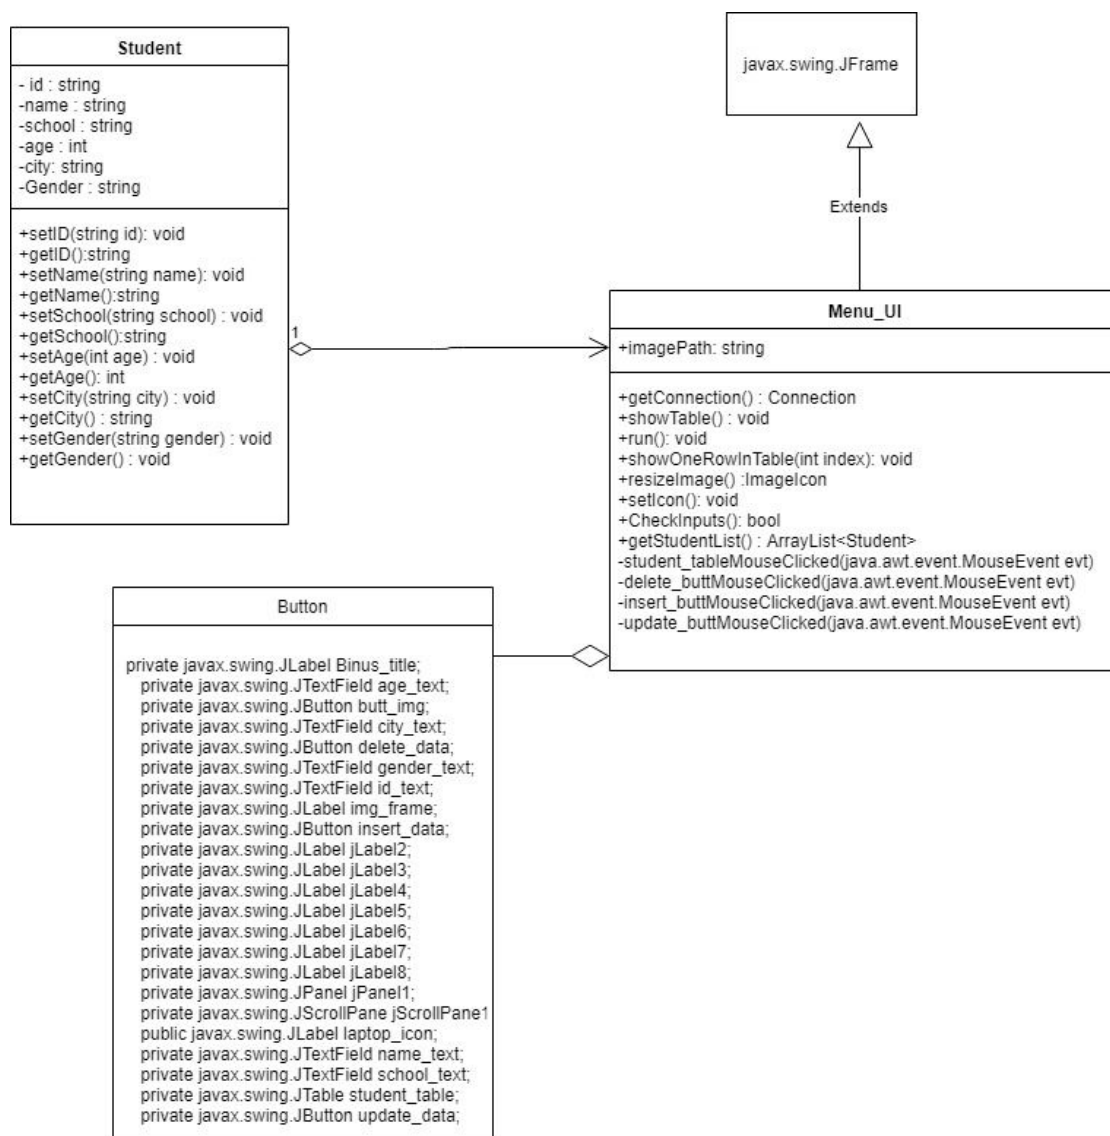 Student
- id : string
-name : string
-school : string
-age : int
-city: string
-Gender : string
+setID(string id): void
+getID():string
+setName(string name): void
+getName():string
+setSchool(string school) : void
+getSchool():string
+setAge(int age) : void
+getAge(): int
+setCity(string city) : void
+getCity() : string
+setGender(string gender) : void
+getGender() : void
1
javax.swing.JFrame
Extends
Menu_UI
+imagePath: string
+getConnection() : Connection
+showTable() : void
+run(): void
+showOneRowInTable(int index): void
+resizeImage() :ImageIcon
+setIcon(): void
+CheckInputs(): bool
+getStudentList() : ArrayList<Student>
-student_tableMouseClicked(java.awt.event.MouseEvent evt)
-delete_buttMouseClicked(java.awt.event.MouseEvent evt)
-insert_buttMouseClicked(java.awt.event.MouseEvent evt)
-update_buttMouseClicked(java.awt.event.MouseEvent evt)
Button
private javax.swing.JLabel Binus_title;
private javax.swing.JTextField age_text;
private javax.swing.JButton butt_img;
private javax.swing.JTextField city_text;
private javax.swing.JButton delete_data;
private javax.swing.JTextField gender_text;
private javax.swing.JTextField id_text;
private javax.swing.JLabel img_frame;
private javax.swing.JButton insert_data;
private javax.swing.JLabel jLabel2;
private javax.swing.JLabel jLabel3;
private javax.swing.JLabel jLabel4;
private javax.swing.JLabel jLabel5;
private javax.swing.JLabel jLabel6;
private javax.swing.JLabel jLabel7;
private javax.swing.JLabel jLabel8;
private javax.swing.JPanel jPanel1;
private javax.swing.JScrollPane jScrollPane1
public javax.swing.JLabel laptop_icon;
private javax.swing.JTextField name_text;
private javax.swing.JTextField school_text;
private javax.swing.JTable student_table;
private javax.swing.JButton update_data;